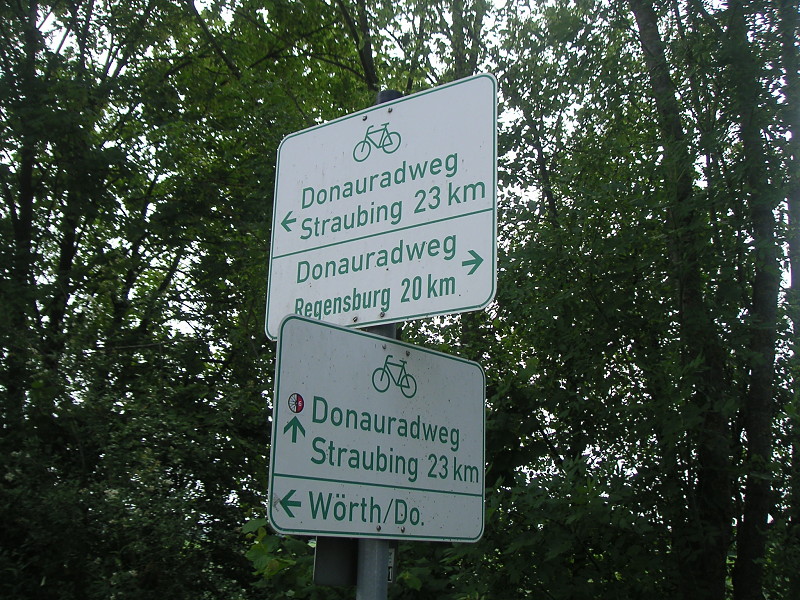 Donauradweg
Straubing 23 km
Donauradweg
Regensburg 20 km
Donauradweg
Straubing 23 km
Wörth/Do.